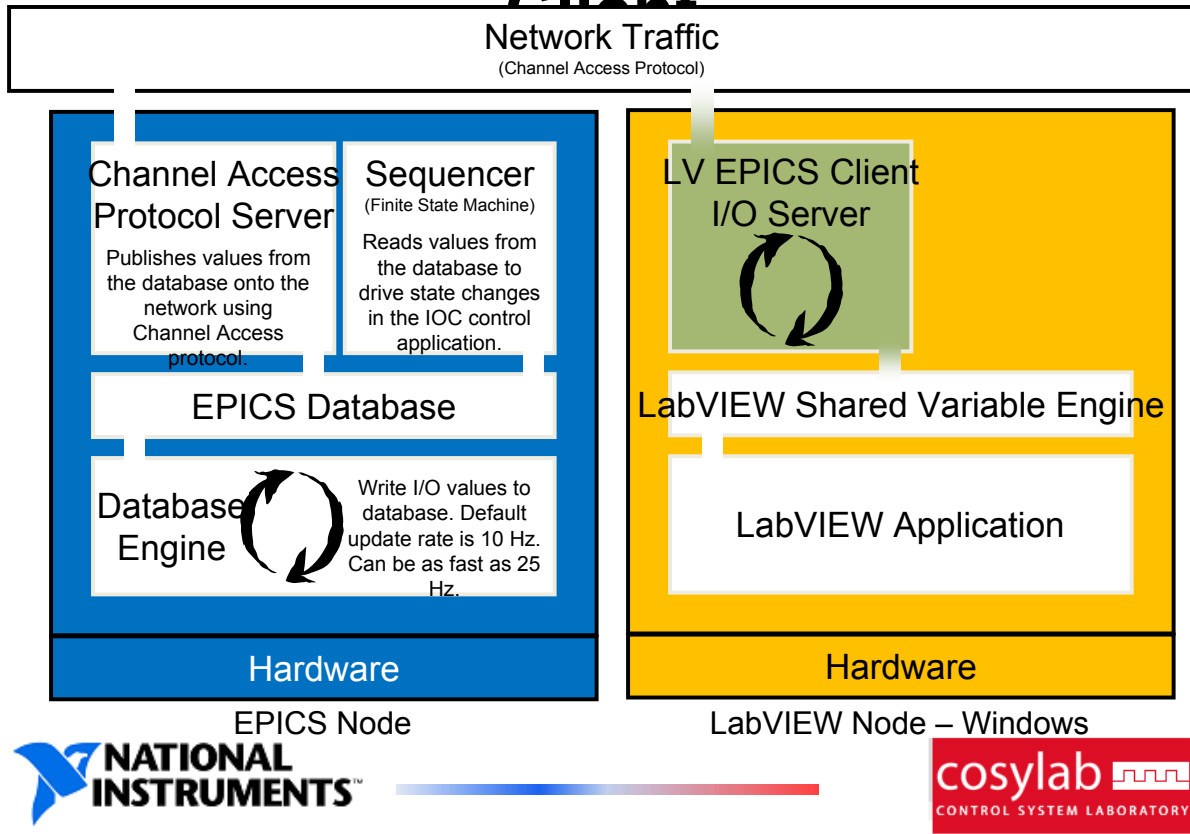 Client
Network Traffic
(Channel Access Protocol)
Channel Access
Protocol Server
Publishes values from
the database onto the
network using
Channel Access
protocol.
Sequencer
(Finite State Machine)
Reads values from
the database to
drive state changes
in the IOC control
application.
EPICS Database
Database
Engine
Write I/O values to
database. Default
update rate is 10 Hz.
Can be as fast as 25
Hz.
Hardware
EPICS Node
LV EPICS Client
I/O Server
LabVIEW Shared Variable Engine
LabVIEW Application
Hardware
LabVIEW Node – Windows
NATIONAL
INSTRUMENTS™
cosylab
CONTROL SYSTEM LABORATORY